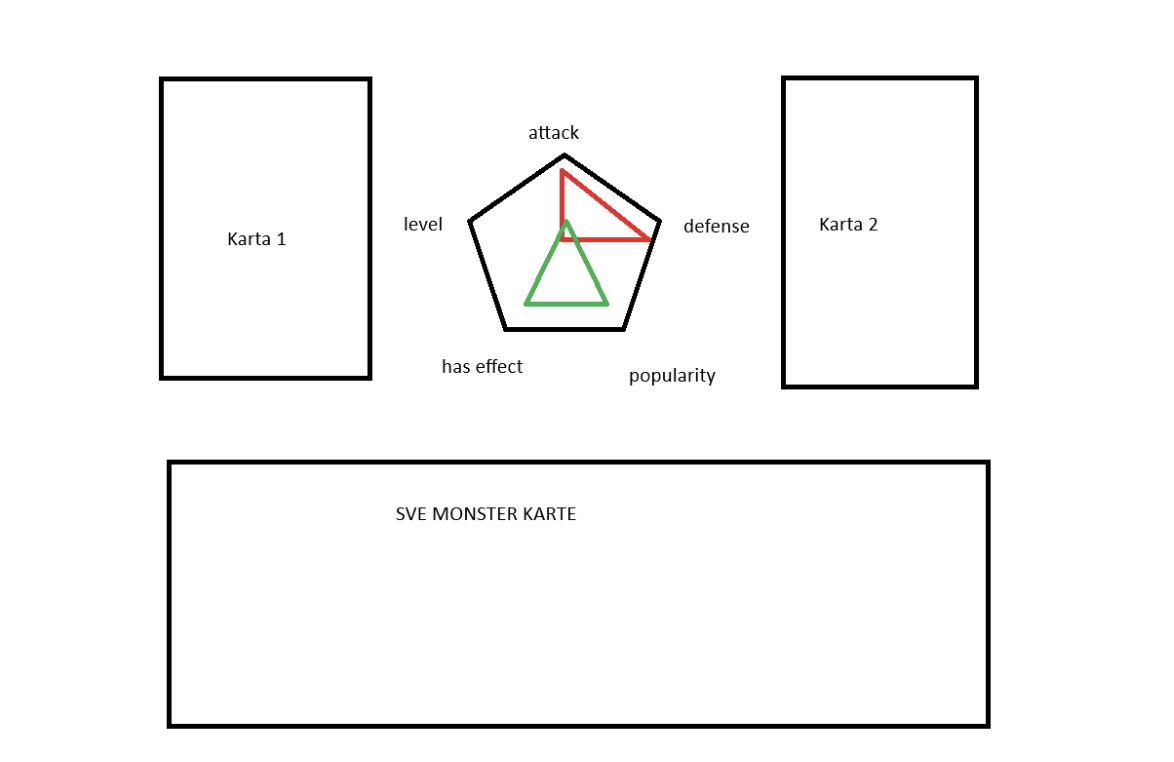 attack
level
defense
Karta 1
Karta 2
has effect
popularity
SVE MONSTER KARTE